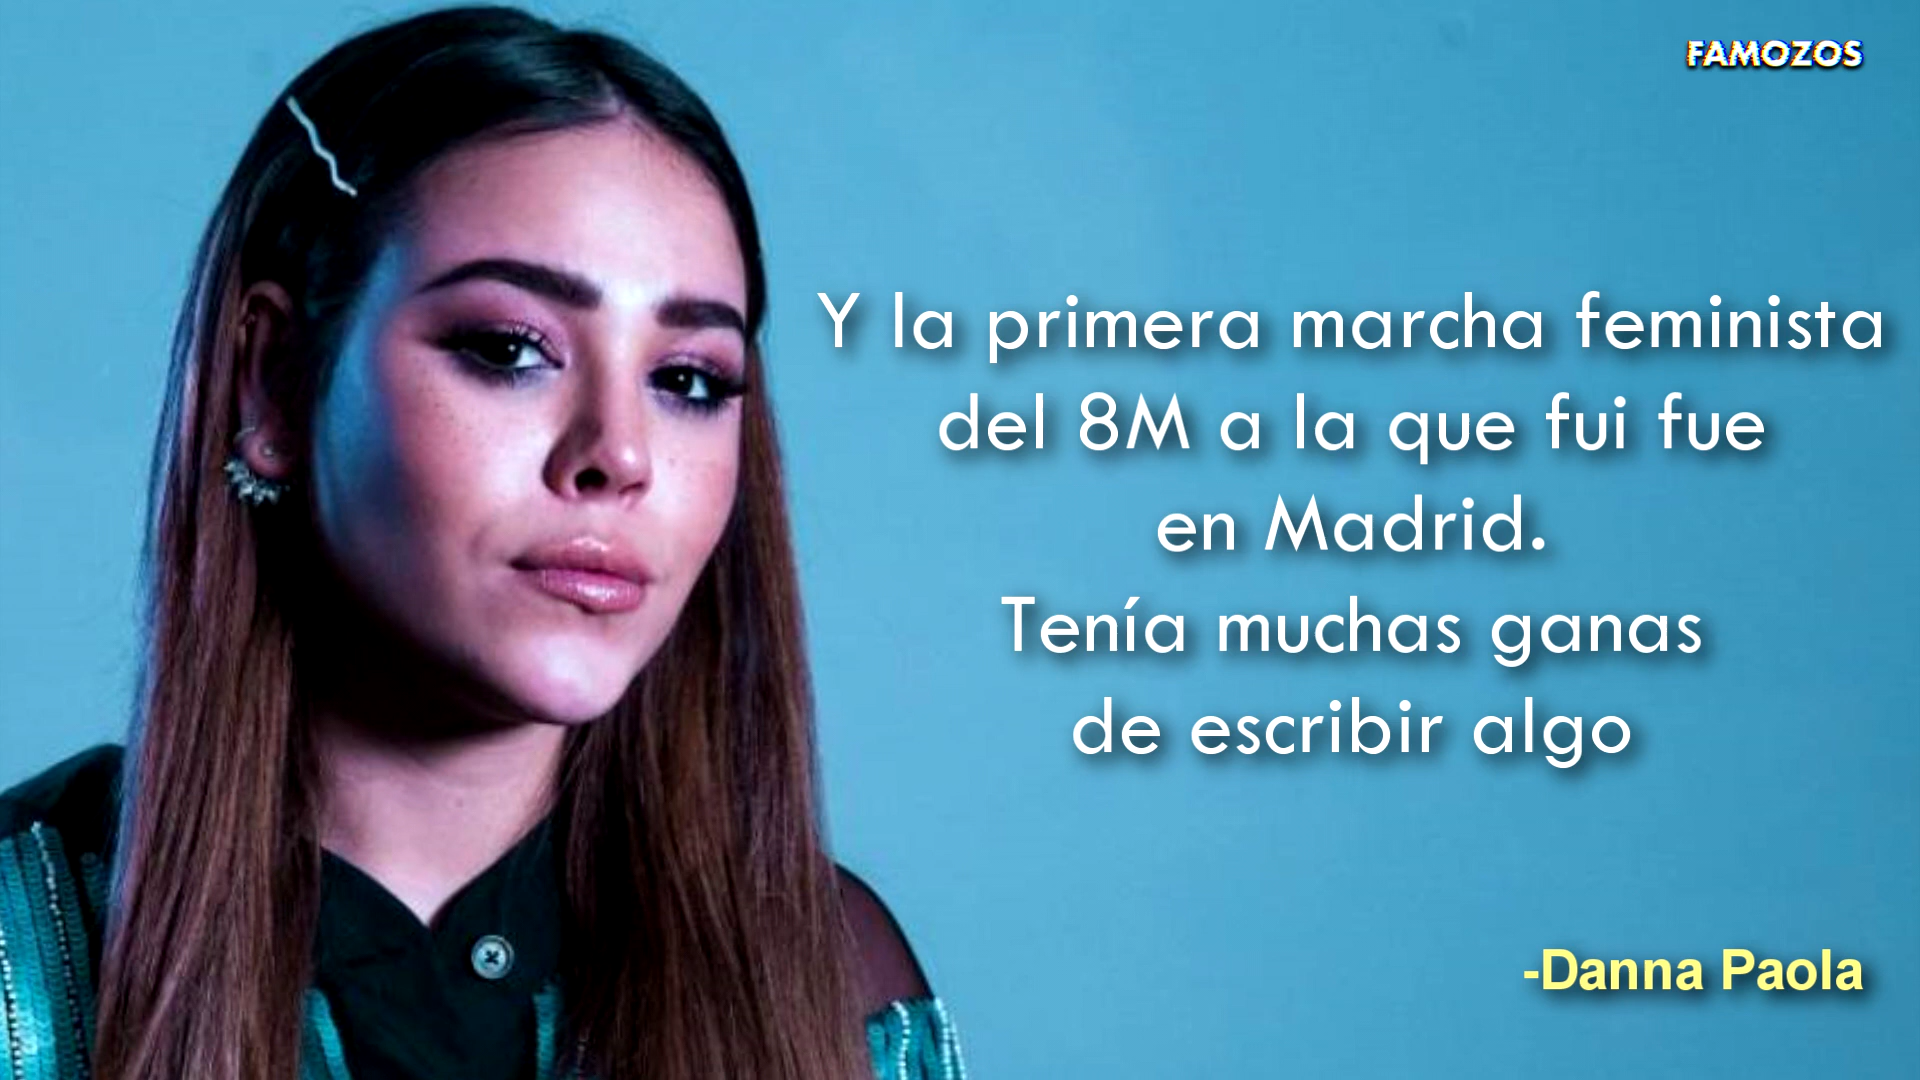 FAMOZOS
Y la primera marcha feminista
del 8M a la que fui fue
en Madrid.
Tenía muchas ganas
de escribir algo
-Danna Paola